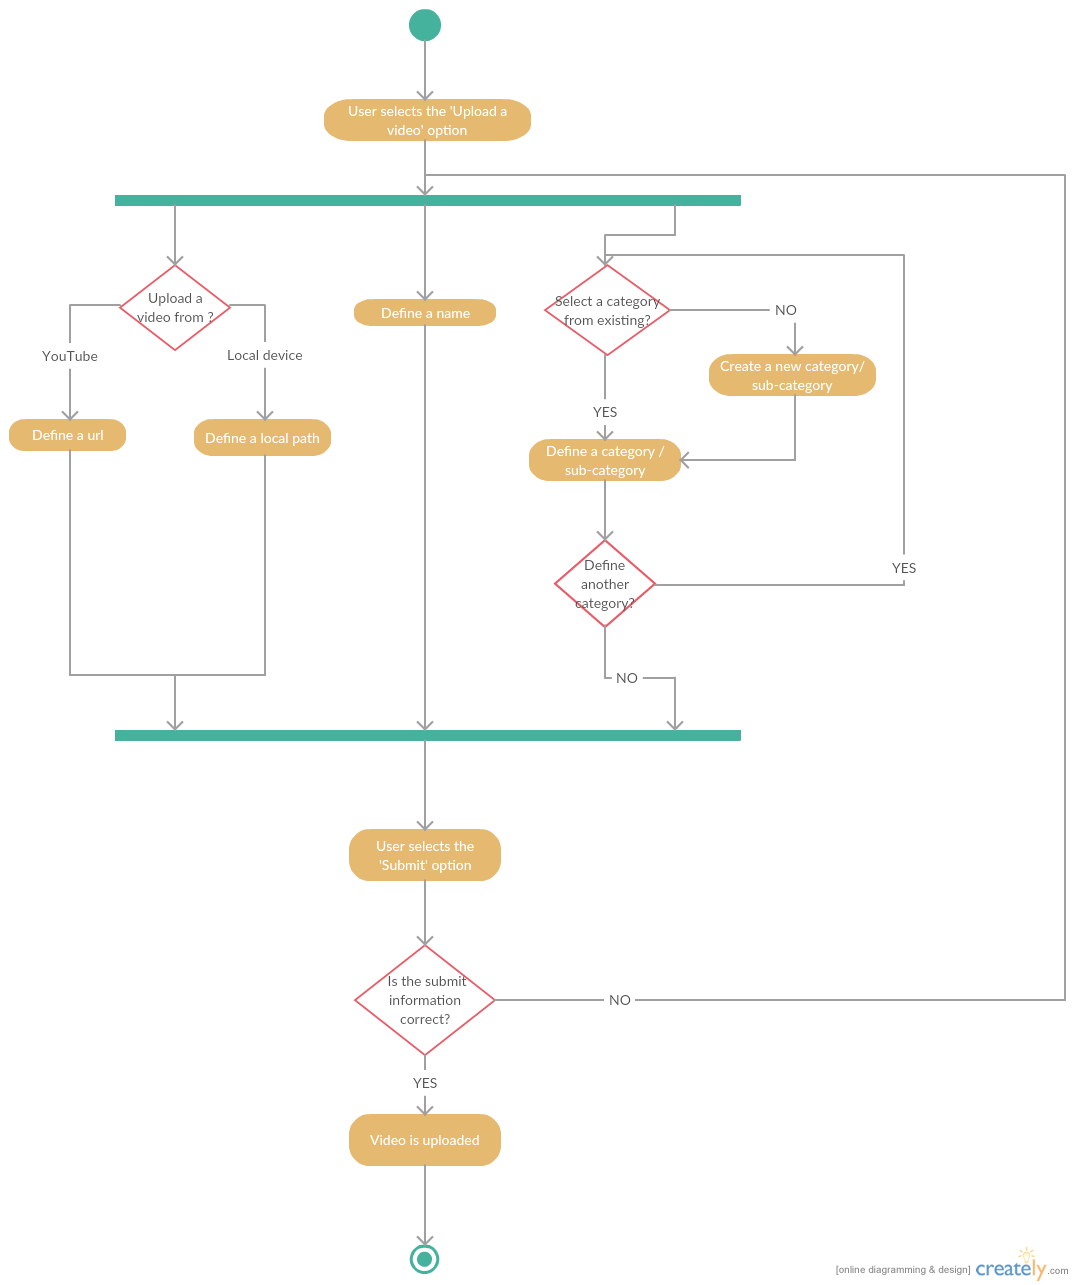 User selects the 'Upload a
video' option
Upload a
video from ?
YouTube
Local device
Define a url
Define a local path
Define a name
Select a category
from existing?
NO
Create a new category/
sub-category
YES
Define a category /
sub-category
Define
another
category?
YES
NO
User selects the
'Submit' option
Is the submit
information
correct?
NO
YES
Video is uploaded
[online diagramming & design] creately.com